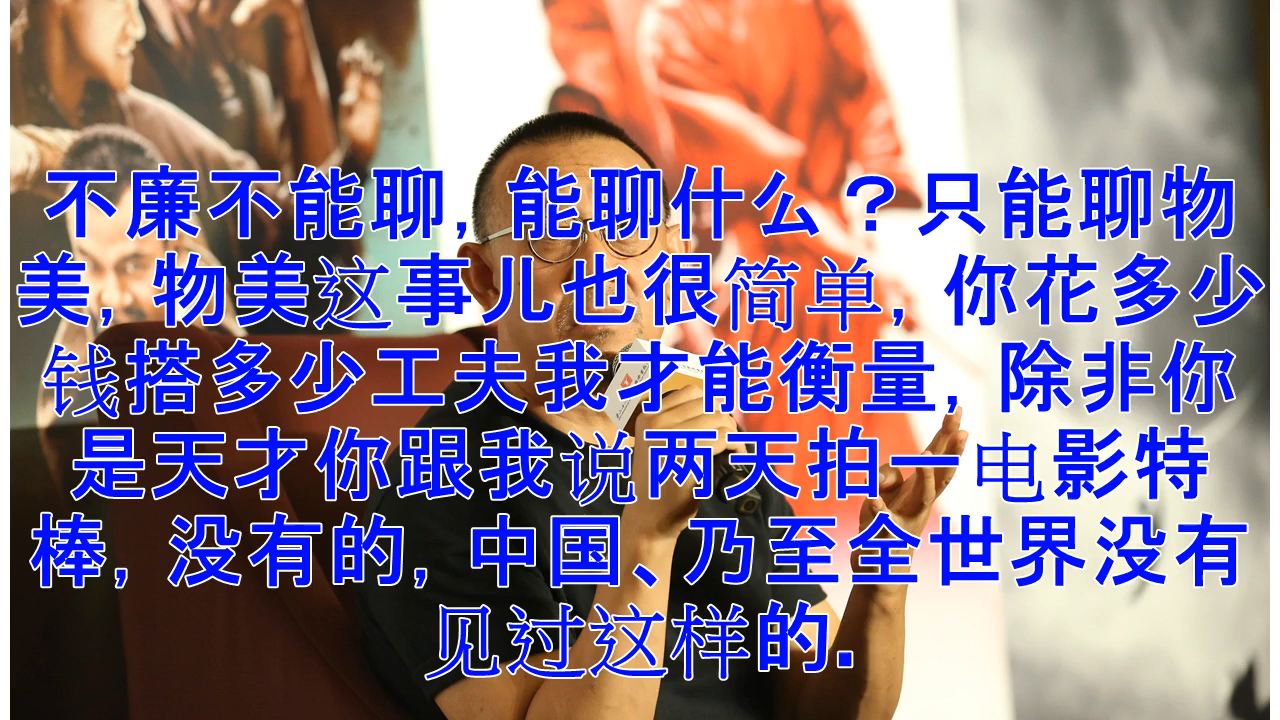 不廉不能聊, 能聊什么？只能聊物
美, 物美这事儿也很简单, 你花多少
钱搭多少工夫我才能衡量, 除非你
是天才你跟我说两天拍一电影特
棒, 没有的, 中国、乃至全世界没有
见过这样的.